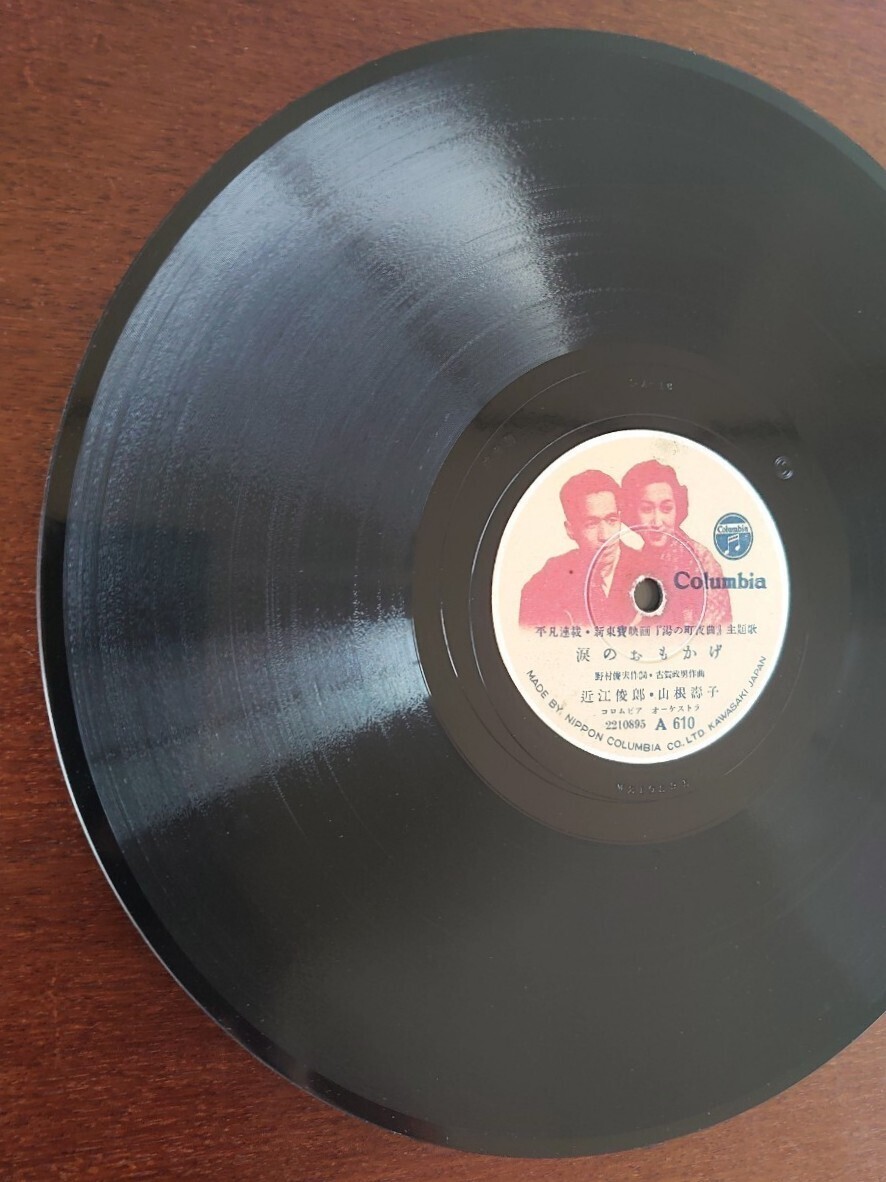 Columbia
Columbia
平凡連載・新東寳映画『湯の町夜曲』主題歌
涙のおもかげ
野村俊夫作詞・古賀政男作曲
近江俊郎・山根壽子
コロムビア オーケストラ
2210895 A 610
MADE BY NIPPON COLUMBIA CO., LTD KAWASAKI JAPAN